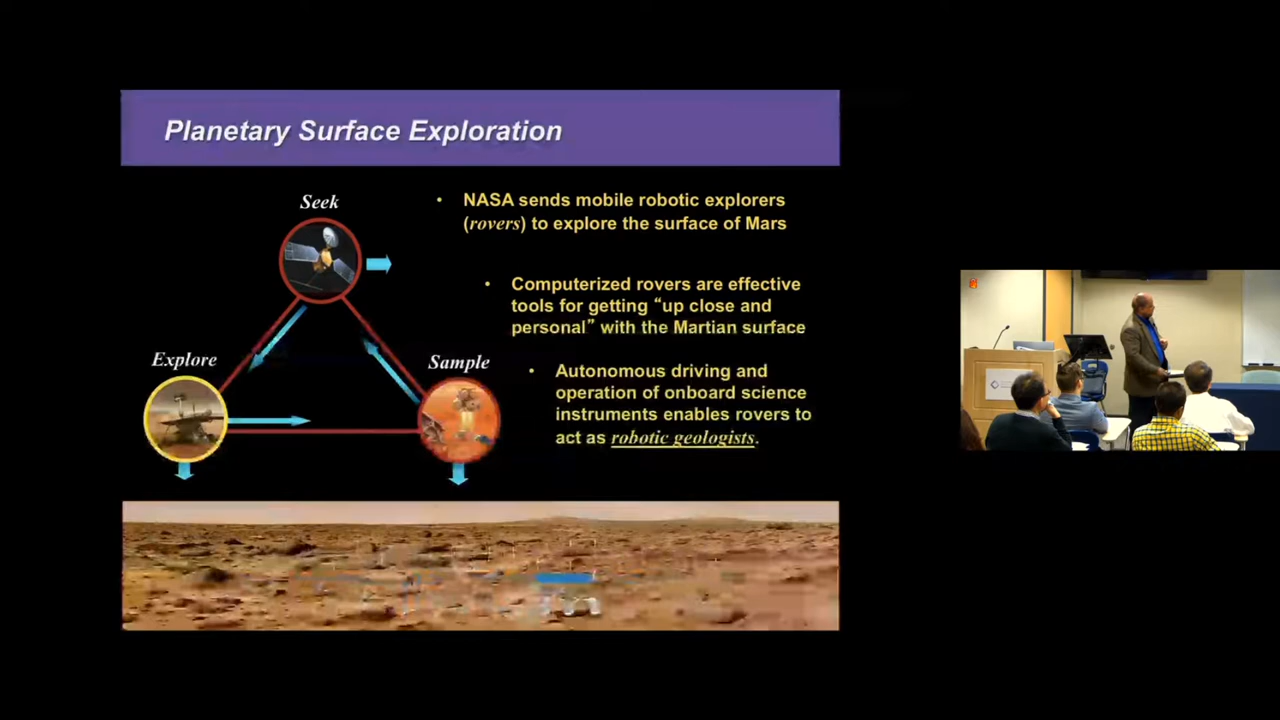 Planetary Surface Exploration
Seek
Explore
Sample
• NASA sends mobile robotic explorers
(rovers) to explore the surface of Mars
• Computerized rovers are effective
tools for getting “up close and
personal” with the Martian surface
• Autonomous driving and
operation of onboard science
instruments enables rovers to
act as robotic geologists.